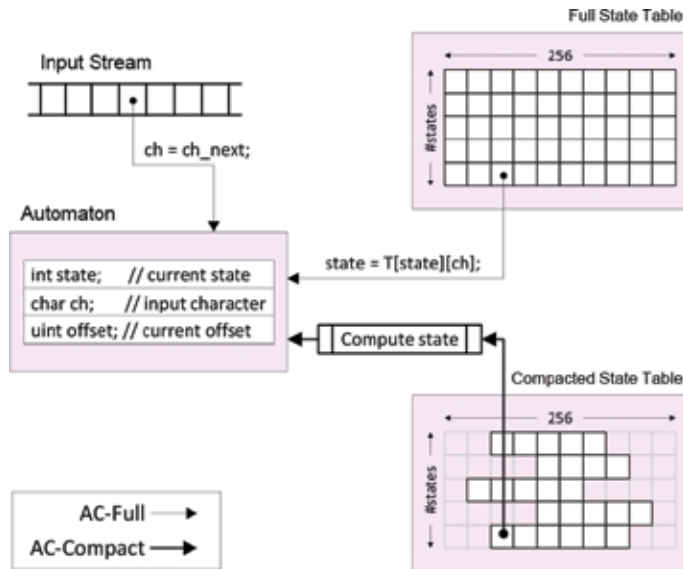 Full State Table
256
#states
Input Stream
ch = ch_next;
Automaton
int state; // current state
char ch; // input character
uint offset; // current offset
state = T[state][ch];
Compute state
Compacted State Table
256
#states
AC-Full
AC-Compact